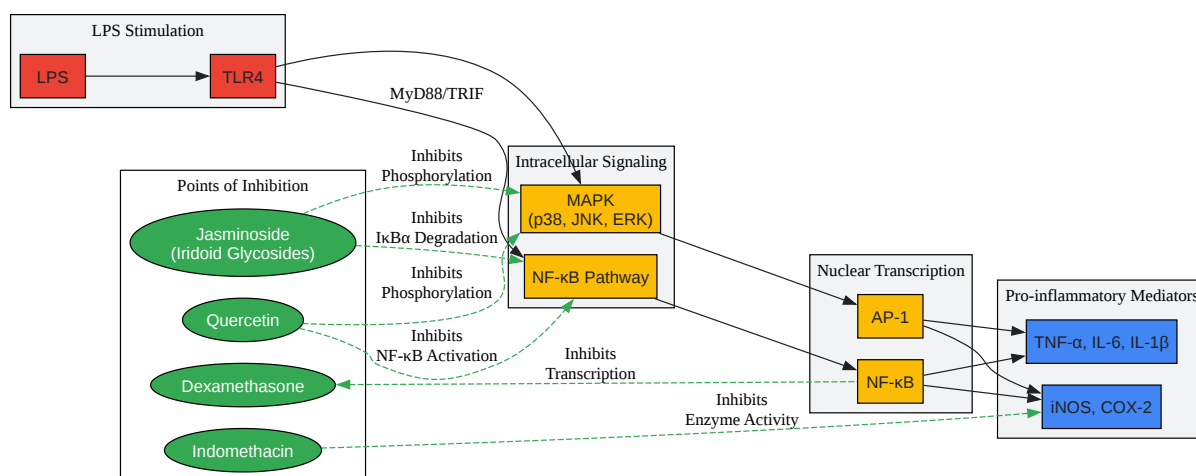 LPS Stimulation
LPS
TLR4
MyD88/TRIF
Points of Inhibition
Jasminoside
(Iridoid Glycosides)
Quercetin
Dexamethasone
Indomethacin
Inhibits
Phosphorylation
Inhibits
IκBα Degradation
Inhibits
Phosphorylation
Inhibits
NF-κB Activation
Intracellular Signaling
MAPK
(p38, JNK, ERK)
NF-κB Pathway
Inhibits
Transcription
Inhibits
Enzyme Activity
Nuclear Transcription
AP-1
NF-κB
Pro-inflammatory Mediators
TNF-α, IL-6, IL-1β
iNOS, COX-2